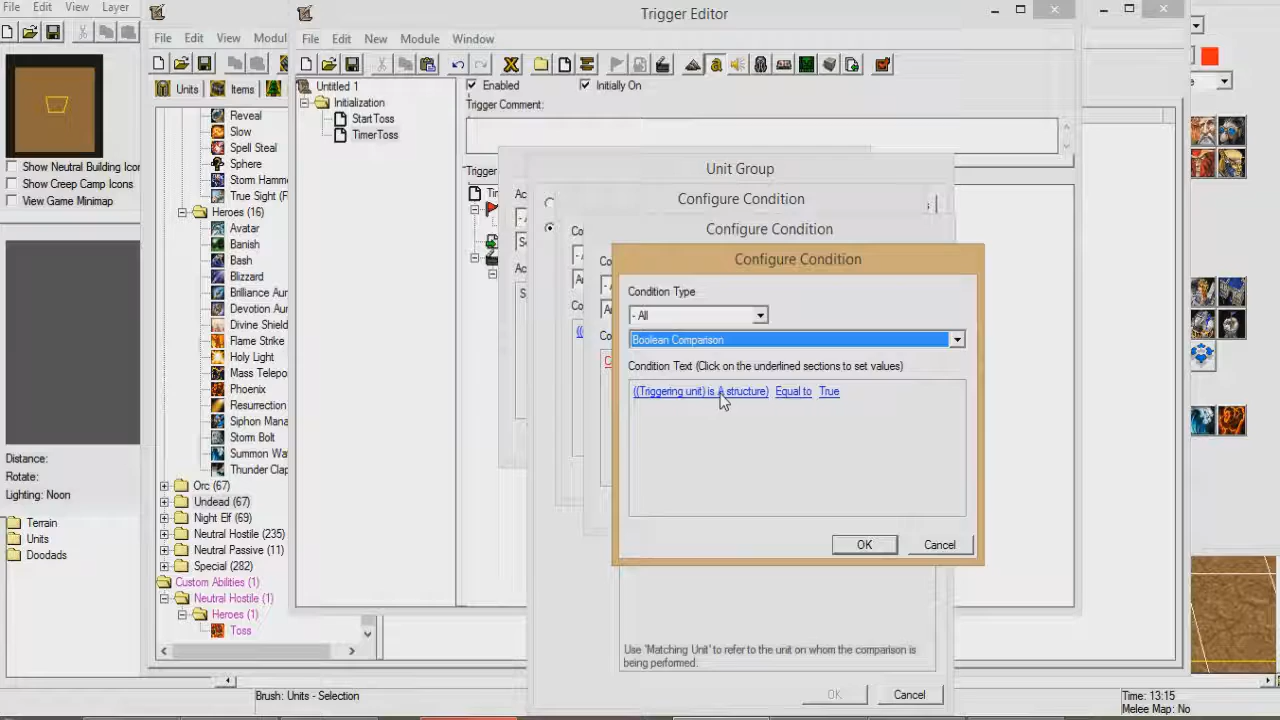 File Edit View Layer
Show Neutral Building Icon
Show Creep Camp Icons
View Game Minimap
Distance:
Rotate:
Lighting: Noon
Terrain
Units
Doodads
File Edit View Modul
Units Items
Reveal
Slow
Spell Steal
Sphere
Storm Hamme
True Sight (F
Heroes (16)
Avatar
Banish
Bash
Blizzard
Brilliance Aur
Devotion Aur
Divine Shield
Flame Strike
Holy Light
Mass Telepo
Phoenix
Resurrection
Siphon Mana
Storm Bolt
Summon Wa
Thunder Clap
Orc (67)
Undead (67)
Night Elf (69)
Neutral Hostile (235)
Neutral Passive (11)
Special (282)
Custom Abilities (1)
Neutral Hostile (1)
Heroes (1)
Toss
Brush: Units - Selection
Trigger Editor
File Edit New Module Window
Untitled 1
Initialization
StartToss
TimerToss
Enabled Initially On
Trigger Comment:
Unit Group
Configure Condition
Configure Condition
Configure Condition
Condition Type
- All
Boolean Comparison
Condition Text (Click on the underlined sections to set values)
((Triggering unit) is A structure) Equal to True
OK Cancel
Use 'Matching Unit' to refer to the unit on whom the comparison is
being performed.
OK Cancel
Time: 13:15
Melee Map: No